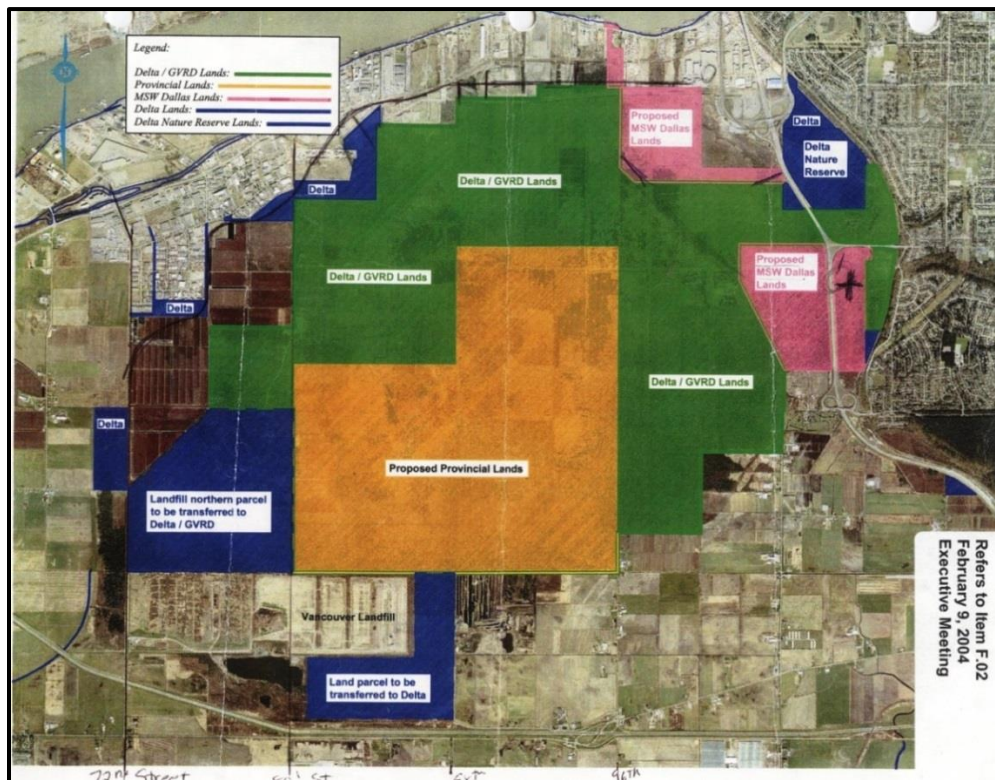 Legend:
Delta / GVRD Lands:
Provincial Lands:
MSW Dallas Lands:
Delta Lands:
Delta Nature Reserve Lands:
Proposed
MSW Dallas
Lands
Delta
Delta
Nature
Reserve
Delta / GVRD Lands
Delta
Proposed
MSW Dallas
Lands
Delta / GVRD Lands
Delta
Delta / GVRD Lands
Delta
Proposed Provincial Lands
Landfill northern parcel
to be transferred to
Delta / GVRD
Refers to Item F.02
February 9, 2004
Executive Meeting
Vancouver Landfill
Land parcel to be
transferred to Delta
72nd Street
96th